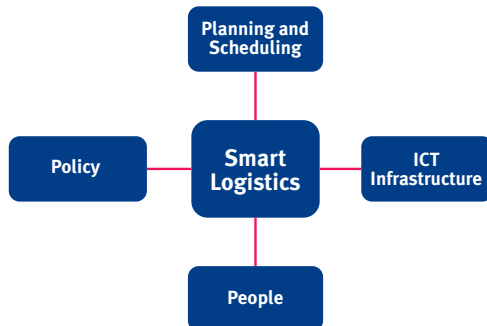 Planning and
Scheduling
Policy
Smart
Logistics
ICT
Infrastructure
People